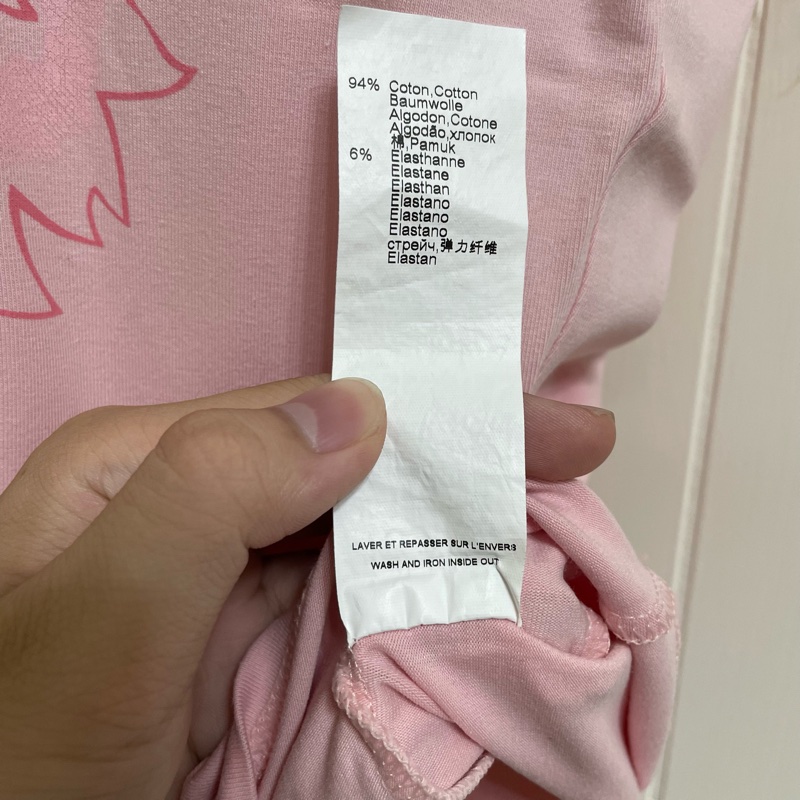 94% Coton,Cotton
Baumwolle
Algodon,Cotone
Algodão,хлопок
棉,Pamuk
6% Elasthanne
Elastane
Elasthan
Elastano
Elastano
Elastano
стрейч,弹力纤维
Elastan
LAVER ET REPASSER SUR L'ENVERS
WASH AND IRON INSIDE OUT